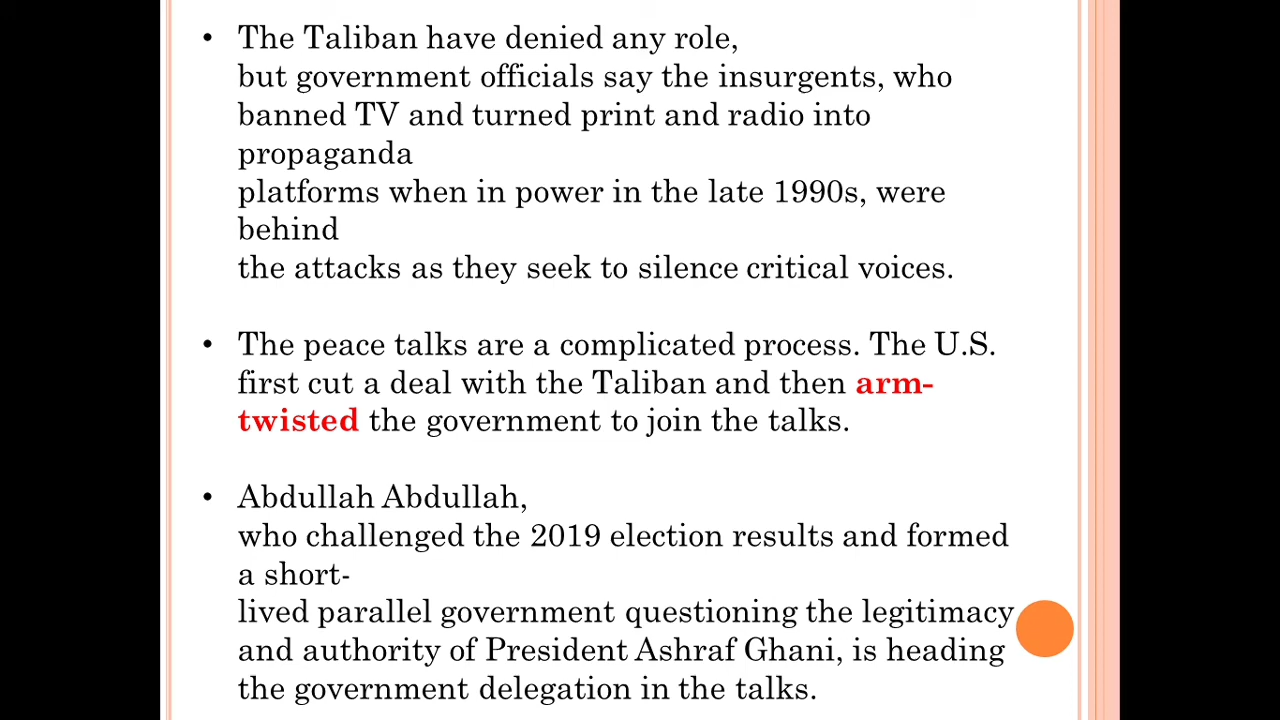 • The Taliban have denied any role,
but government officials say the insurgents, who
banned TV and turned print and radio into
propaganda
platforms when in power in the late 1990s, were
behind
the attacks as they seek to silence critical voices.
• The peace talks are a complicated process. The U.S.
first cut a deal with the Taliban and then arm-
twisted the government to join the talks.
• Abdullah Abdullah,
who challenged the 2019 election results and formed
a short-
lived parallel government questioning the legitimacy
and authority of President Ashraf Ghani, is heading
the government delegation in the talks.